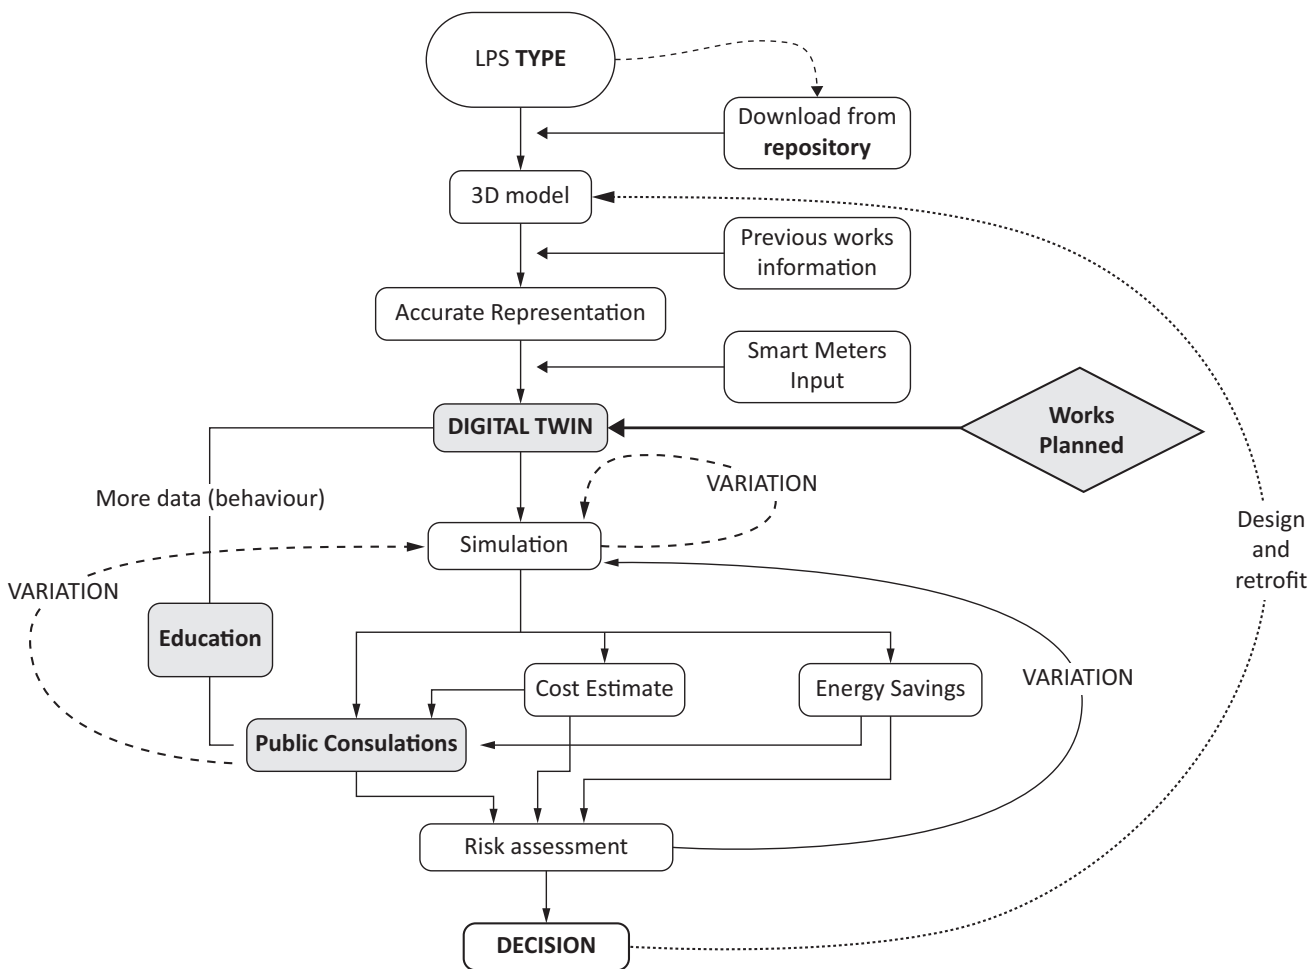 LPS TYPE
Download from
repository
3D model
Previous works
information
Accurate Representation
Smart Meters
Input
DIGITAL TWIN
Works
Planned
More data (behaviour)
VARIATION
Simulation
Design
and
retrofit
VARIATION
Education
Cost Estimate
Energy Savings
VARIATION
Public Consulations
Risk assessment
DECISION